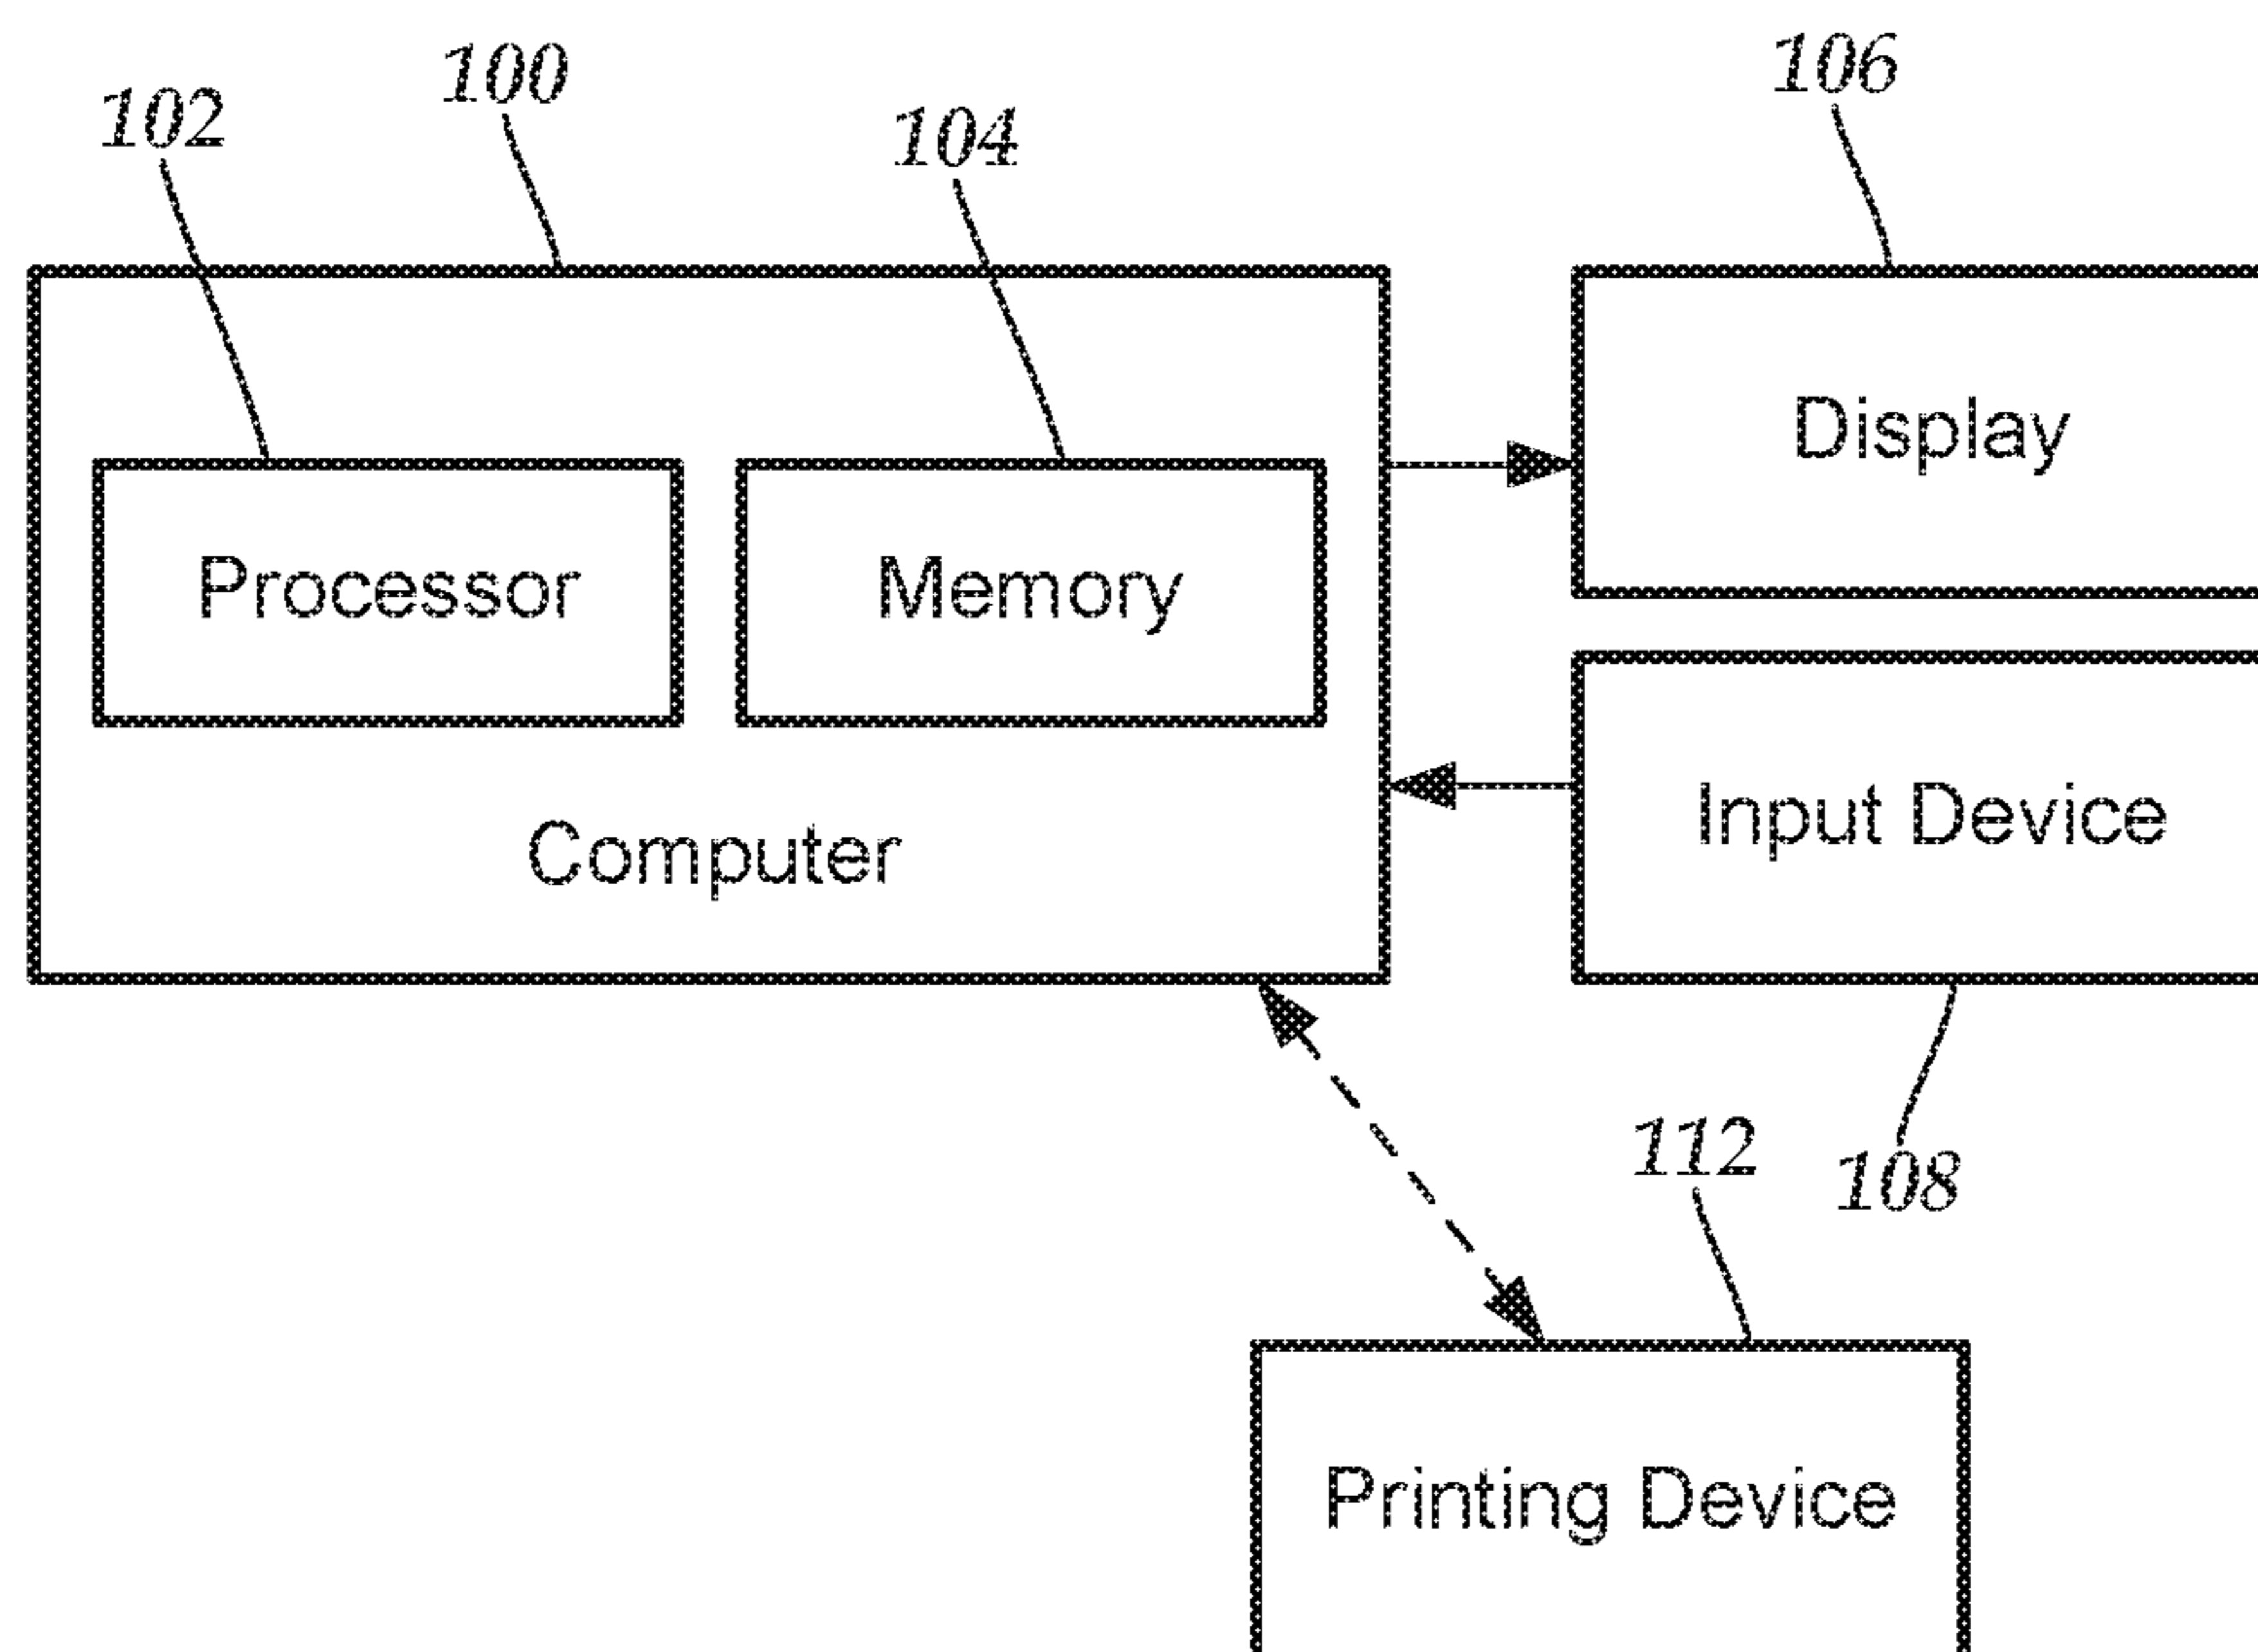 106
100
102
104
Display
Processor
Memory
Input Device
Computer
112
108
Printing Device